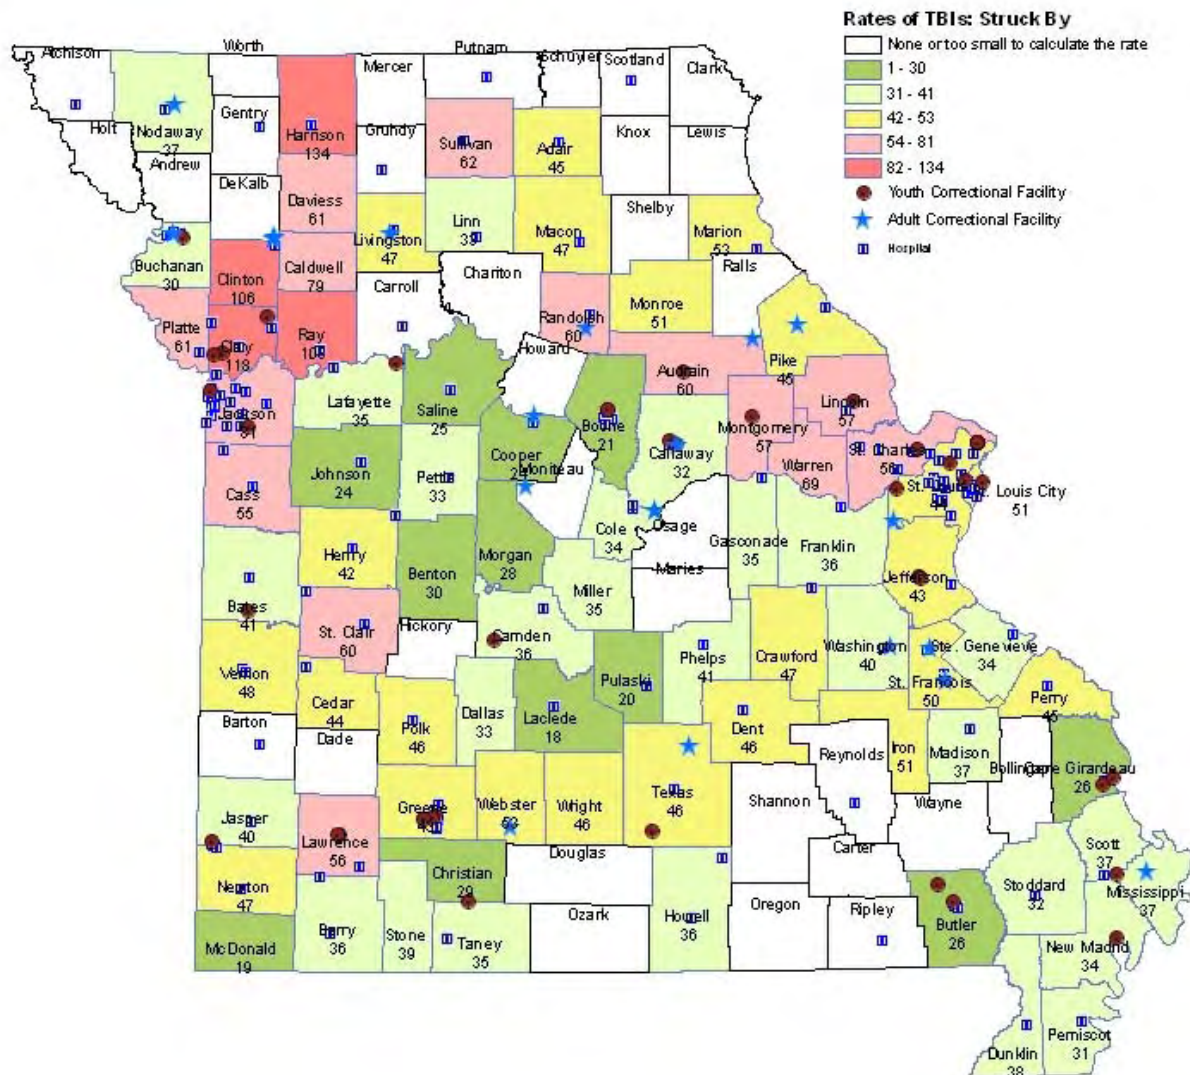 Rates of TBIs: Struck By
None or too small to calculate the rate
1 - 30
31 - 41
42 - 53
54 - 81
82 - 134
Youth Correctional Facility
Adult Correctional Facility
Hospital
Atchison
Worth
Putnam
Schuyler
Scotland
Clark
Mercer
Nodaway
37
Gentry
Harrison
134
Grundy
Sullivan
62
Adair
45
Knox
Lewis
Holt
Andrew
DeKalb
Daviess
61
Livingston
47
Linn
Macon
47
Shelby
Marion
53
Buchanan
30
Clinton
106
Caldwell
79
Carroll
Chariton
Randolph
60
Monroe
51
Ralls
Platte
61
Clay
118
Ray
Howard
Audrain
60
Pike
45
Jackson
Lafayette
35
Saline
25
Boone
21
Callaway
32
Montgomery
57
Lincoln
57
Cooper
Moniteau
Warren
69
St. Charles
56
St. Louis
St. Louis City
51
Johnson
24
Pettis
33
Cass
55
Cole
34
Osage
Gasconade
35
Franklin
36
Henry
42
Benton
30
Morgan
28
Miller
35
Maries
Jefferson
43
Bates
41
St. Clair
60
Hickory
Camden
36
Phelps
41
Crawford
47
Washington
40
Ste. Genevieve
34
St. Francois
50
Vernon
48
Cedar
44
Polk
46
Dallas
33
Laclede
18
Pulaski
20
Dent
46
Iron
51
Madison
37
Perry
45
Barton
Dade
Reynolds
Bollinger
Cape Girardeau
26
Jasper
40
Lawrence
56
Greene
Webster
53
Wright
46
Texas
46
Shannon
Wayne
Scott
37
Newton
47
Christian
29
Douglas
Carter
Stoddard
32
Mississippi
37
McDonald
19
Barry
36
Stone
39
Taney
35
Ozark
Howell
36
Oregon
Ripley
Butler
26
New Madrid
34
Dunklin
38
Pemiscot
31